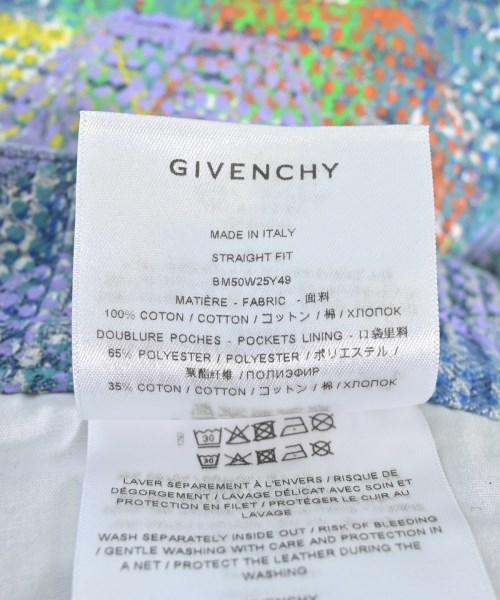 GIVENCHY
MADE IN ITALY
STRAIGHT FIT
BM50W25Y49
MATIÈRE - FABRIC - 面料
100% COTON / COTTON / コットン / 棉 / ХЛОПОК
DOUBLURE POCHES - POCKETS LINING - 口袋里料
65% POLYESTER / POLYESTER / ポリエステル /
聚酯纤维 / ПОЛИЭФИР
35% COTON / COTTON / コットン / 棉 / ХЛОПОК
30
30
LAVER SÉPAREMENT À L'ENVERS / RISQUE DE
DÉGORGEMENT / LAVAGE DÉLICAT AVEC SOIN ET
PROTECTION EN FILET / PROTÉGER LE CUIR AU
LAVAGE
WASH SEPARATELY INSIDE OUT / RISK OF BLEEDING
/ GENTLE WASHING WITH CARE AND PROTECTION IN
A NET / PROTECT THE LEATHER DURING THE
WASHING